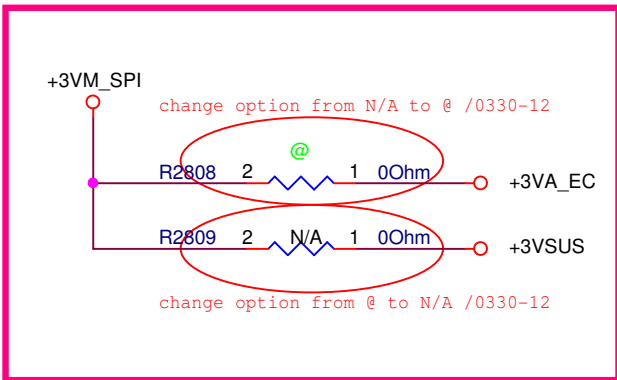 +3VM_SPI
change option from N/A to @ /0330-12
@
R2808 2 1 0Ohm +3VA_EC
R2809 2 N/A 1 0Ohm +3VSUS
change option from @ to N/A /0330-12